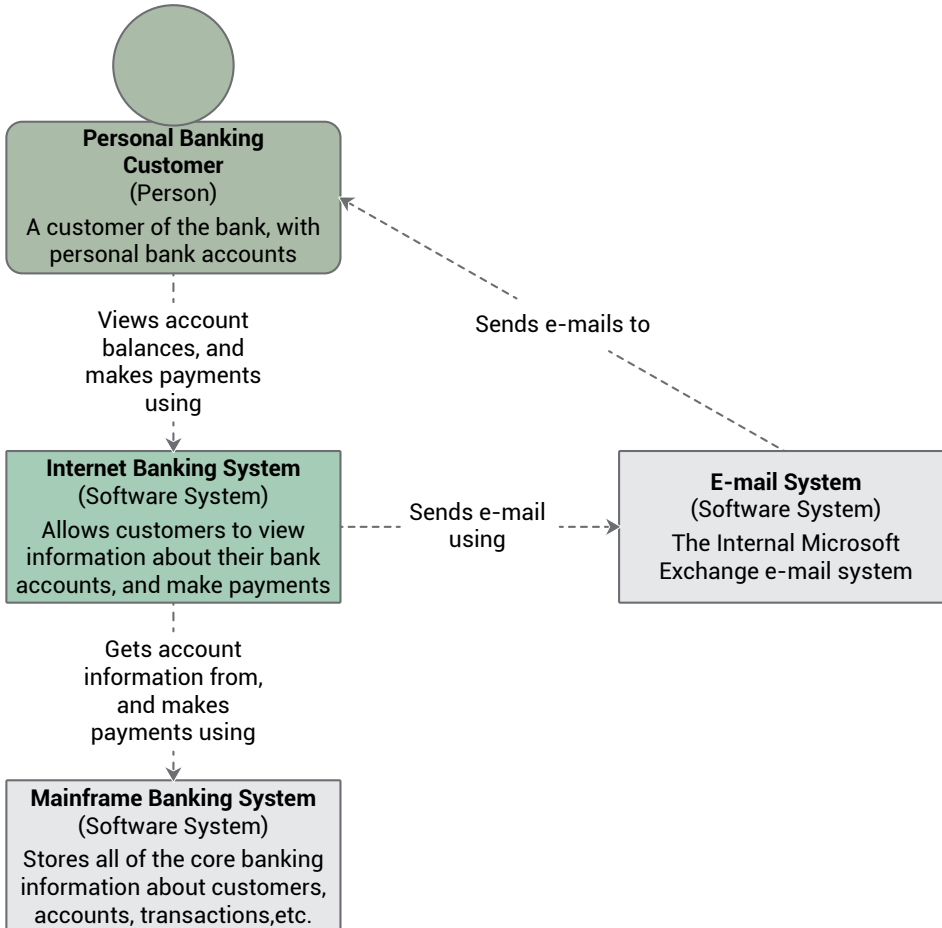 Personal Banking
Customer
(Person)
A customer of the bank, with
personal bank accounts
Views account
balances, and
makes payments
using
Sends e-mails to
Internet Banking System
(Software System)
Allows customers to view
information about their bank
accounts, and make payments
Sends e-mail
using
E-mail System
(Software System)
The Internal Microsoft
Exchange e-mail system
Gets account
information from,
and makes
payments using
Mainframe Banking System
(Software System)
Stores all of the core banking
information about customers,
accounts, transactions,etc.